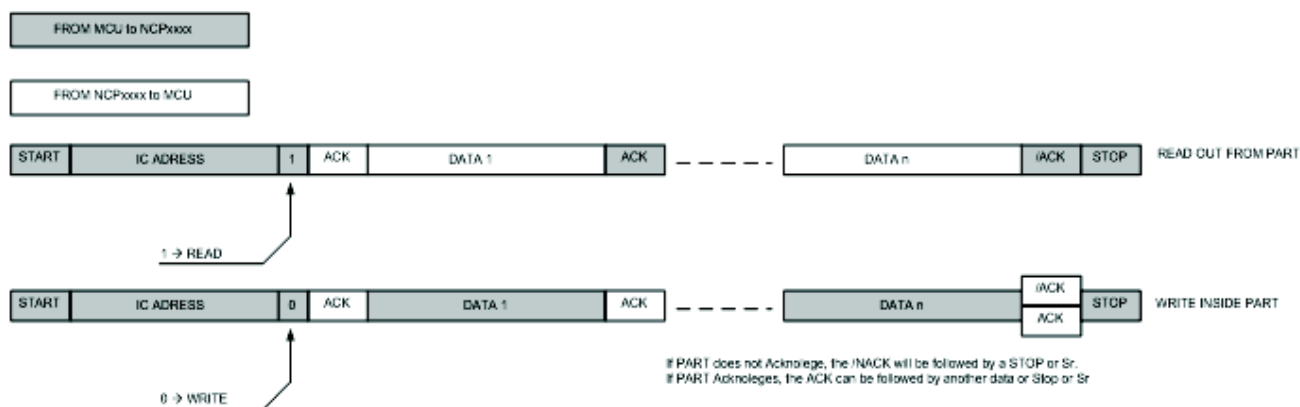 FROM MCU to NCPxxxx
FROM NCPxxxx to MCU
START IC ADRESS 1 ACK DATA 1 ACK DATA n /ACK STOP READ OUT FROM PART
1 → READ
START IC ADRESS 0 ACK DATA 1 ACK DATA n /ACK STOP WRITE INSIDE PART
ACK
If PART does not Acknolege, the /NACK will be followed by a STOP or Sr.
If PART Acknoleges, the ACK can be followed by another data or Stop or Sr
0 → WRITE